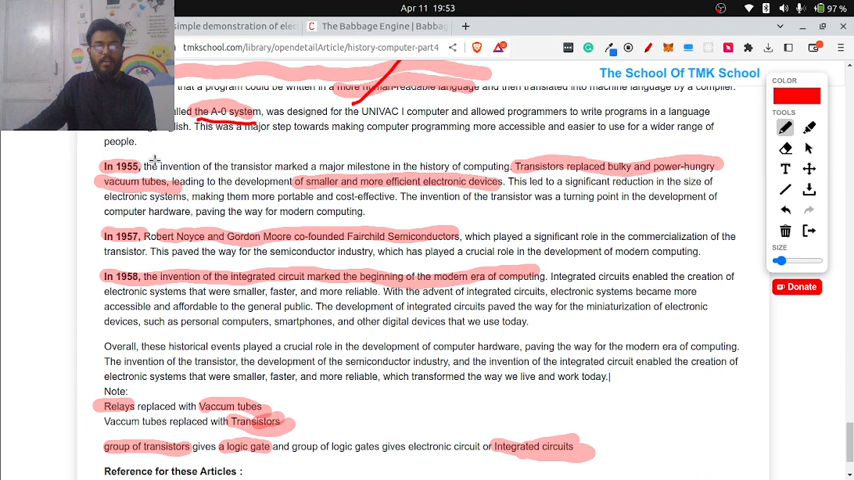 Apr 11 19:53
97 %
simple demonstration of elec
The Babbage Engine | Babbag
tmkschool.com/library/opendetailArticle/history-computer-part4
The School Of TMK School
that a program could be written in a more human-readable language and then translated into machine language by a compiler.
alled the A-0 system, was designed for the UNIVAC I computer and allowed programmers to write programs in a language
This was a major step towards making computer programming more accessible and easier to use for a wider range of
people.
In 1955, the invention of the transistor marked a major milestone in the history of computing. Transistors replaced bulky and power-hungry
vacuum tubes, leading to the development of smaller and more efficient electronic devices. This led to a significant reduction in the size of
electronic systems, making them more portable and cost-effective. The invention of the transistor was a turning point in the development of
computer hardware, paving the way for modern computing.
In 1957, Robert Noyce and Gordon Moore co-founded Fairchild Semiconductors, which played a significant role in the commercialization of the
transistor. This paved the way for the semiconductor industry, which has played a crucial role in the development of modern computing.
In 1958, the invention of the integrated circuit marked the beginning of the modern era of computing. Integrated circuits enabled the creation of
electronic systems that were smaller, faster, and more reliable. With the advent of integrated circuits, electronic systems became more
accessible and affordable to the general public. The development of integrated circuits paved the way for the miniaturization of electronic
devices, such as personal computers, smartphones, and other digital devices that we use today.
Overall, these historical events played a crucial role in the development of computer hardware, paving the way for the modern era of computing.
The invention of the transistor, the development of the semiconductor industry, and the invention of the integrated circuit enabled the creation of
electronic systems that were smaller, faster, and more reliable, which transformed the way we live and work today.
Note:
Relays replaced with Vaccum tubes
Vaccum tubes replaced with Transistors
group of transistors gives a logic gate and group of logic gates gives electronic circuit or Integrated circuits
Reference for these Articles :
COLOR
TOOLS
T
SIZE
Donate